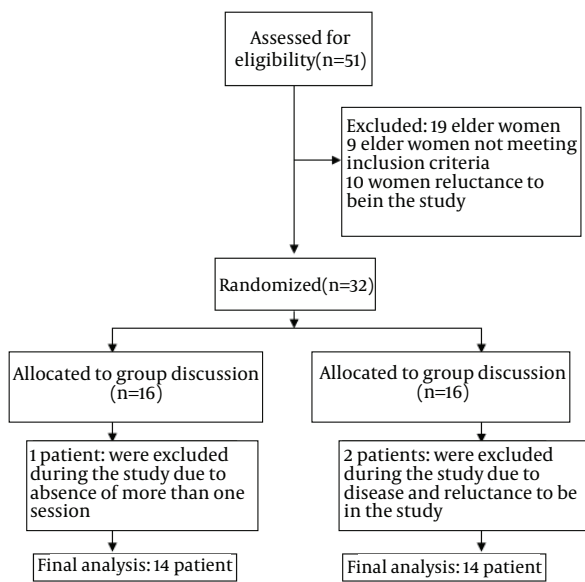 Assessed for
eligibility(n=51)
Excluded: 19 elder women
9 elder women not meeting
inclusion criteria
10 women reluctance to
bein the study
Randomized(n=32)
Allocated to group discussion
(n=16)
Allocated to group discussion
(n=16)
1 patient: were excluded
during the study due to
absence of more than one
session
2 patients: were excluded
during the study due to
disease and reluctance to be
in the study
Final analysis: 14 patient
Final analysis: 14 patient